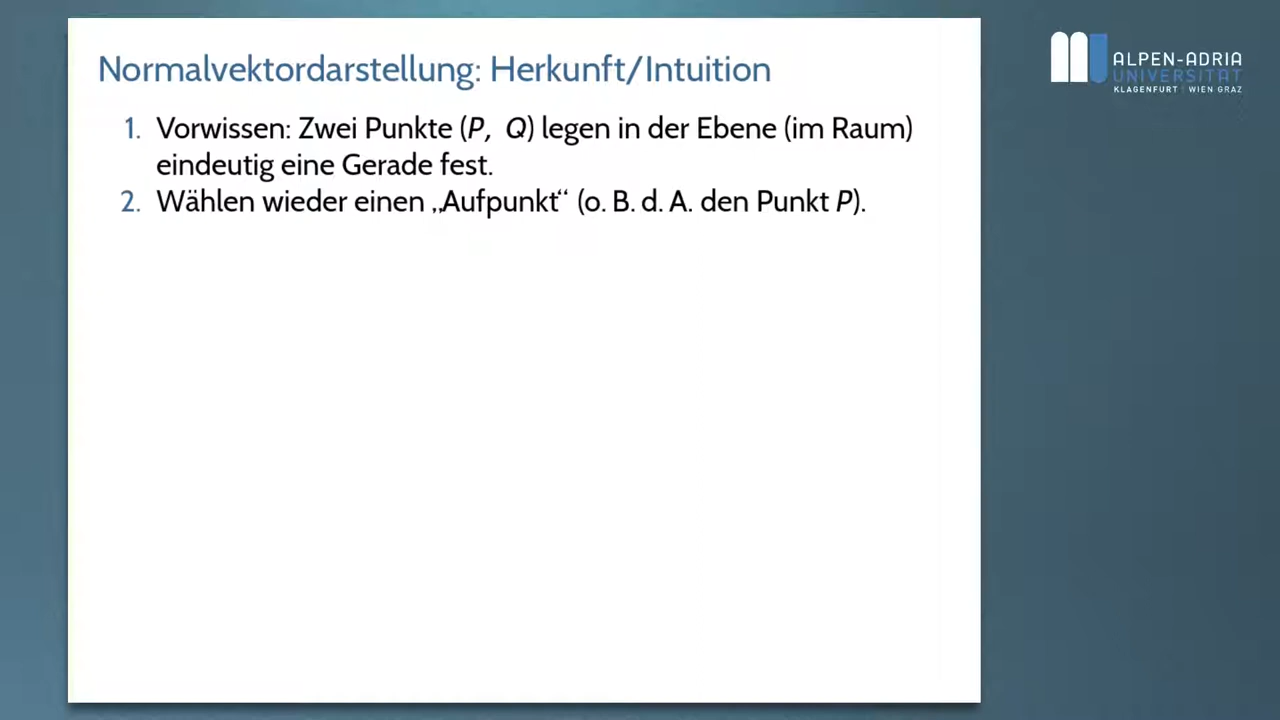 Normalvektordarstellung: Herkunft/Intuition
1. Vorwissen: Zwei Punkte (P, Q) legen in der Ebene (im Raum)
eindeutig eine Gerade fest.
2. Wählen wieder einen „Aufpunkt“ (o. B. d. A. den Punkt P).
ALPEN-ADRIA
UNIVERSITÄT
KLAGENFURT | WIEN GRAZ